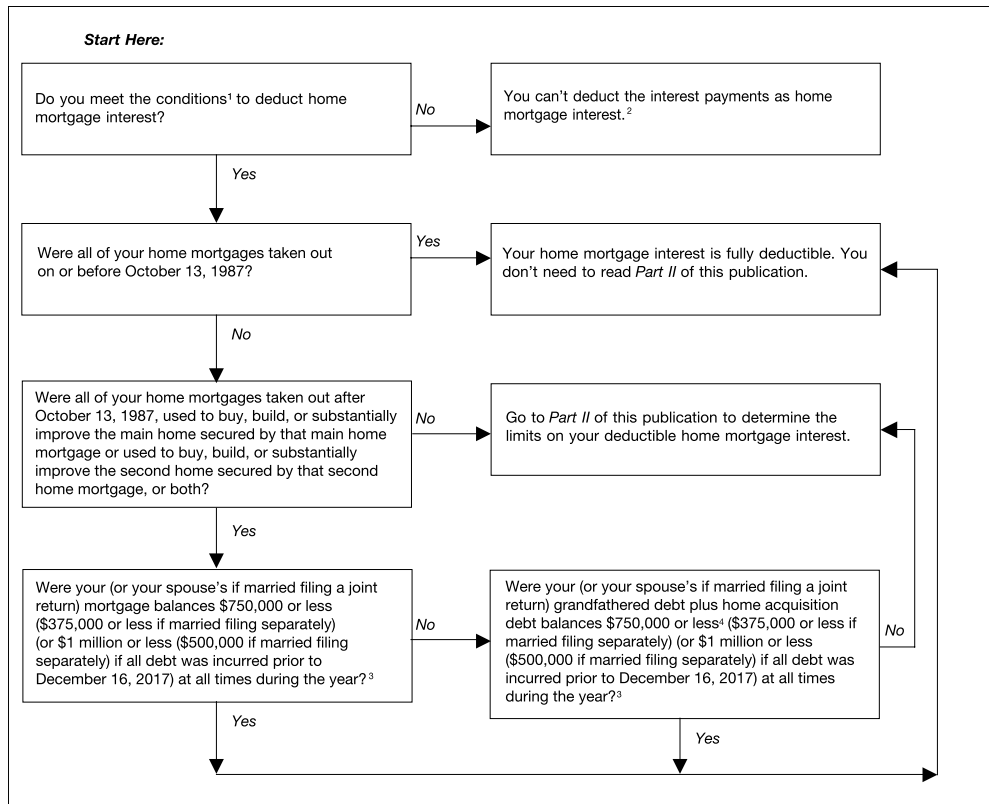 Start Here:
Do you meet the conditions¹ to deduct home
mortgage interest?
No
You can't deduct the interest payments as home
mortgage interest.²
Yes
Were all of your home mortgages taken out
on or before October 13, 1987?
Yes
Your home mortgage interest is fully deductible. You
don't need to read Part II of this publication.
No
Were all of your home mortgages taken out after
October 13, 1987, used to buy, build, or substantially
improve the main home secured by that main home
mortgage or used to buy, build, or substantially
improve the second home secured by that second
home mortgage, or both?
No
Go to Part II of this publication to determine the
limits on your deductible home mortgage interest.
Yes
Were your (or your spouse's if married filing a joint
return) mortgage balances $750,000 or less
($375,000 or less if married filing separately)
(or $1 million or less ($500,000 if married filing
separately) if all debt was incurred prior to
December 16, 2017) at all times during the year?³
No
Were your (or your spouse's if married filing a joint
return) grandfathered debt plus home acquisition
debt balances $750,000 or less⁴ ($375,000 or less if
married filing separately) (or $1 million or less
($500,000 if married filing separately) if all debt was
incurred prior to December 16, 2017) at all times
during the year?³
No
Yes
Yes